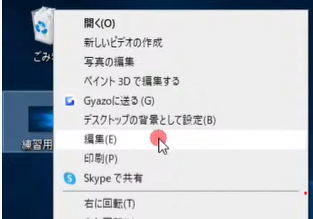 ごみ
練習用
開く(O)
新しいビデオの作成
写真の編集
ペイント 3D で編集する
Gyazoに送る (G)
デスクトップの背景として設定(B)
編集(E)
印刷(P)
Skype で共有
右に回転(T)